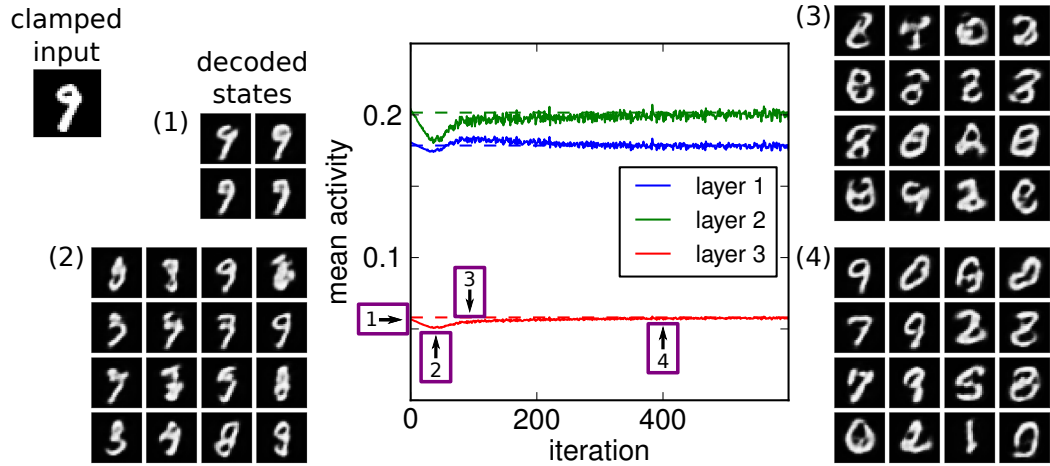 clamped
input
decoded
states
(1)
(2)
(3)
(4)
mean activity
0.2
0.1
layer 1
layer 2
layer 3
1
2
3
4
0
200
400
iteration